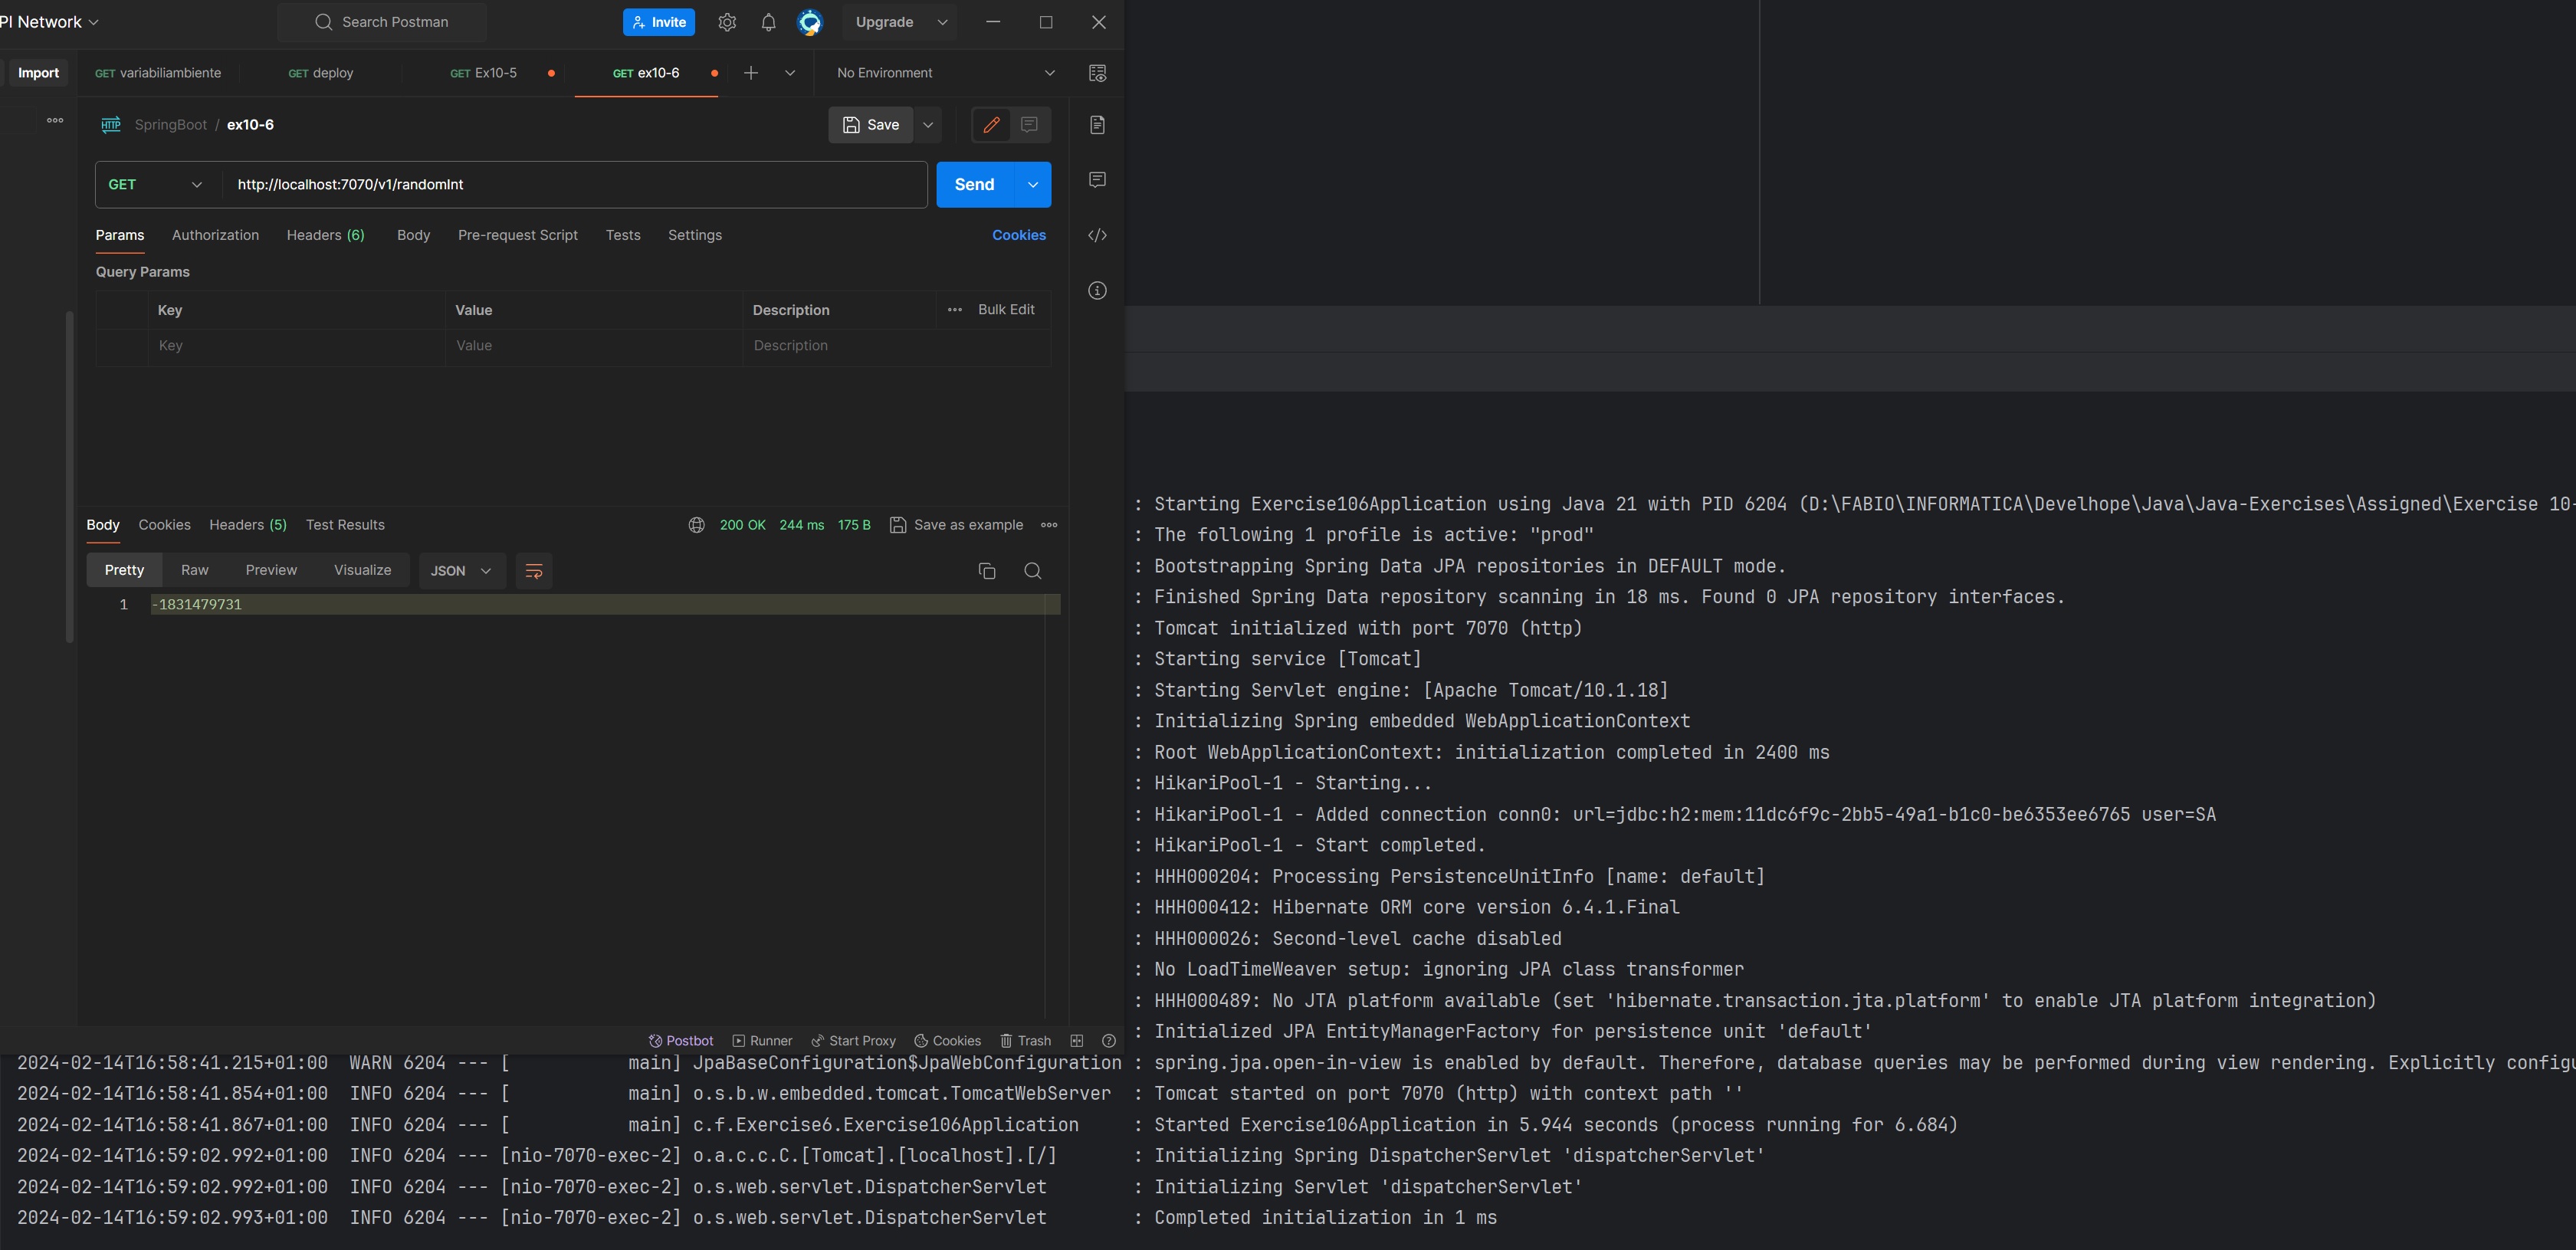 PI Network
Search Postman
Invite
Upgrade
Import
GET variabiliambiente
GET deploy
GET Ex10-5
GET ex10-6
No Environment
HTTP SpringBoot / ex10-6
Save
GET http://localhost:7070/v1/randomInt
Send
Params Authorization Headers (6) Body Pre-request Script Tests Settings Cookies
Query Params
Key Value Description Bulk Edit
Key Value Description
Body Cookies Headers (5) Test Results 200 OK 244 ms 175 B Save as example
Pretty Raw Preview Visualize JSON
1 -1831479731
Postbot Runner Start Proxy Cookies Trash
: Starting Exercise106Application using Java 21 with PID 6204 (D:\FABIO\INFORMATICA\Develhope\Java\Java-Exercises\Assigned\Exercise 10-
: The following 1 profile is active: "prod"
: Bootstrapping Spring Data JPA repositories in DEFAULT mode.
: Finished Spring Data repository scanning in 18 ms. Found 0 JPA repository interfaces.
: Tomcat initialized with port 7070 (http)
: Starting service [Tomcat]
: Starting Servlet engine: [Apache Tomcat/10.1.18]
: Initializing Spring embedded WebApplicationContext
: Root WebApplicationContext: initialization completed in 2400 ms
: HikariPool-1 - Starting...
: HikariPool-1 - Added connection conn0: url=jdbc:h2:mem:11dc6f9c-2bb5-49a1-b1c0-be6353ee6765 user=SA
: HikariPool-1 - Start completed.
: HHH000204: Processing PersistenceUnitInfo [name: default]
: HHH000412: Hibernate ORM core version 6.4.1.Final
: HHH000026: Second-level cache disabled
: No LoadTimeWeaver setup: ignoring JPA class transformer
: HHH000489: No JTA platform available (set 'hibernate.transaction.jta.platform' to enable JTA platform integration)
: Initialized JPA EntityManagerFactory for persistence unit 'default'
2024-02-14T16:58:41.215+01:00 WARN 6204 --- [ main] JpaBaseConfiguration$JpaWebConfiguration : spring.jpa.open-in-view is enabled by default. Therefore, database queries may be performed during view rendering. Explicitly configu
2024-02-14T16:58:41.854+01:00 INFO 6204 --- [ main] o.s.b.w.embedded.tomcat.TomcatWebServer : Tomcat started on port 7070 (http) with context path ''
2024-02-14T16:58:41.867+01:00 INFO 6204 --- [ main] c.f.Exercise6.Exercise106Application : Started Exercise106Application in 5.944 seconds (process running for 6.684)
2024-02-14T16:59:02.992+01:00 INFO 6204 --- [nio-7070-exec-2] o.a.c.c.C.[Tomcat].[localhost].[/] : Initializing Spring DispatcherServlet 'dispatcherServlet'
2024-02-14T16:59:02.992+01:00 INFO 6204 --- [nio-7070-exec-2] o.s.web.servlet.DispatcherServlet : Initializing Servlet 'dispatcherServlet'
2024-02-14T16:59:02.993+01:00 INFO 6204 --- [nio-7070-exec-2] o.s.web.servlet.DispatcherServlet : Completed initialization in 1 ms